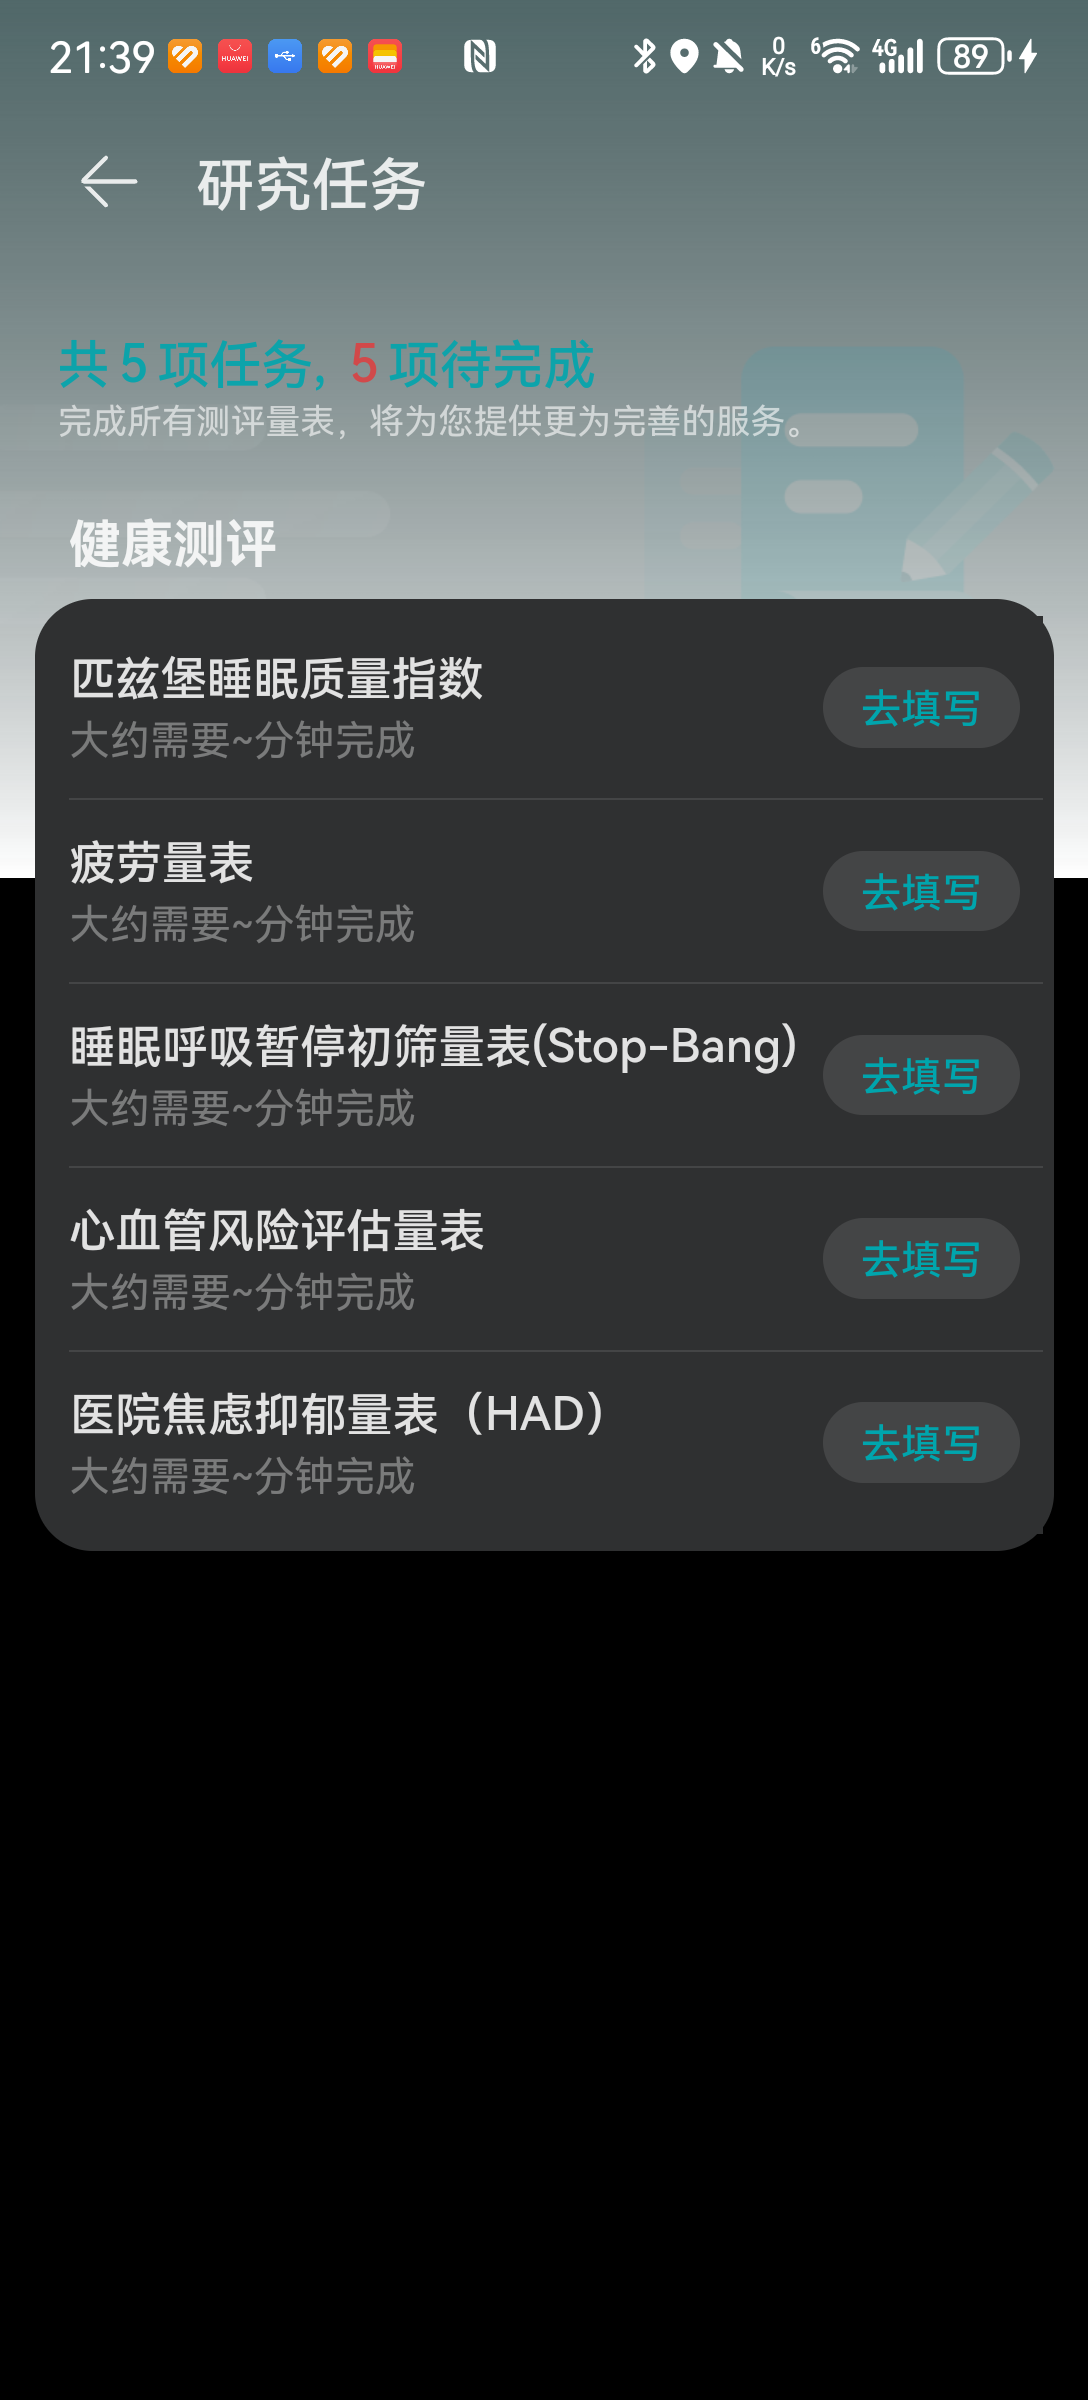 21:39
HUAWEI
HUAWEI
0
K/s
6
4G
89
研究任务
共 5 项任务, 5 项待完成
完成所有测评量表，将为您提供更为完善的服务。
健康测评
匹兹堡睡眠质量指数
大约需要~分钟完成
去填写
疲劳量表
大约需要~分钟完成
去填写
睡眠呼吸暂停初筛量表(Stop-Bang)
大约需要~分钟完成
去填写
心血管风险评估量表
大约需要~分钟完成
去填写
医院焦虑抑郁量表（HAD）
大约需要~分钟完成
去填写